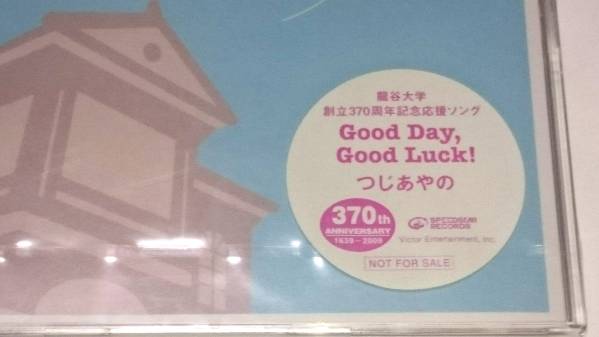 龍谷大学
創立370周年記念応援ソング
Good Day,
Good Luck!
つじあやの
370th
ANNIVERSARY
1639-2009
SPEEDSTAR
RECORDS
Victor Entertainment, Inc.
NOT FOR SALE